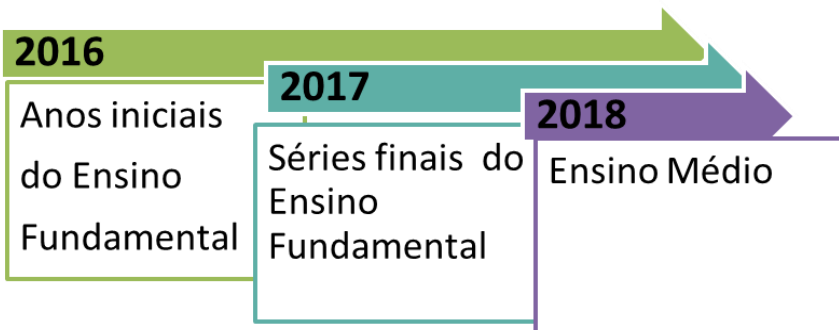 2016
Anos iniciais
do Ensino
Fundamental
2017
Séries finais do
Ensino
Fundamental
2018
Ensino Médio